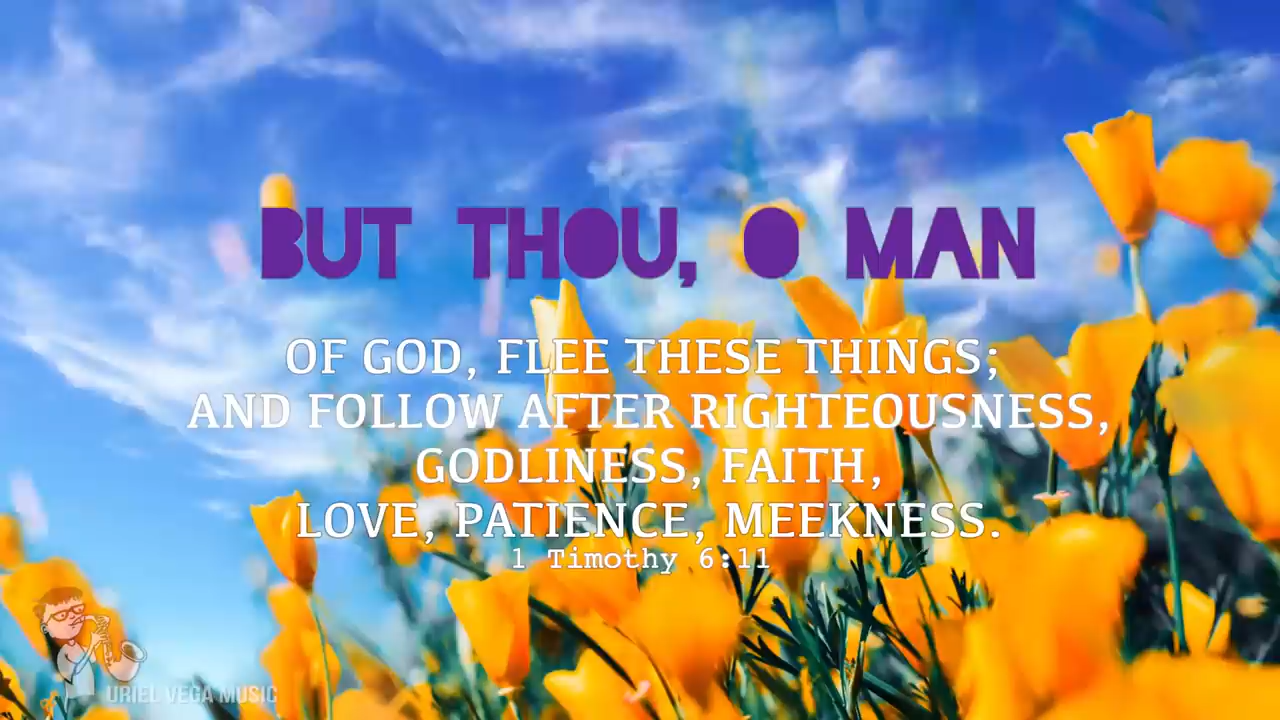 BUT THOU, O MAN
OF GOD, FLEE THESE THINGS;
AND FOLLOW AFTER RIGHTEOUSNESS,
GODLINESS, FAITH,
LOVE, PATIENCE, MEEKNESS.
1 Timothy 6:11
URIEL VEGA MUSIC